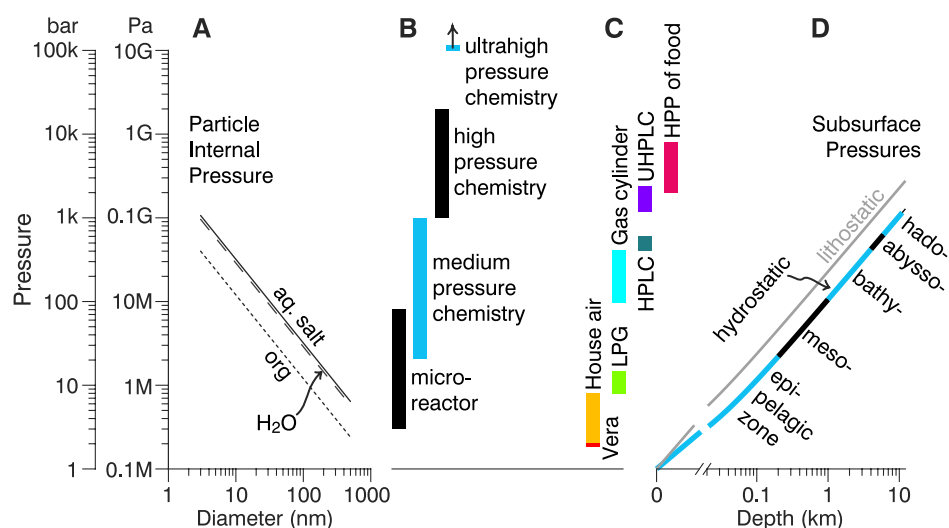 bar
Pa
A
B
C
D
100k
10k
1k
100
10
1
Pressure
10G
1G
0.1G
10M
1M
0.1M
Particle
Internal
Pressure
aq. salt
org
H₂O
1
10
100
1000
Diameter (nm)
ultrahigh
pressure
chemistry
high
pressure
chemistry
medium
pressure
chemistry
micro-
reactor
Vera
House air
LPG
Gas cylinder
HPLC
UHPLC
HPP of food
Subsurface
Pressures
lithostatic
hydrostatic
hado-
abysso-
bathy-
meso-
epi-
pelagic
zone
0
0.1
1
10
Depth (km)